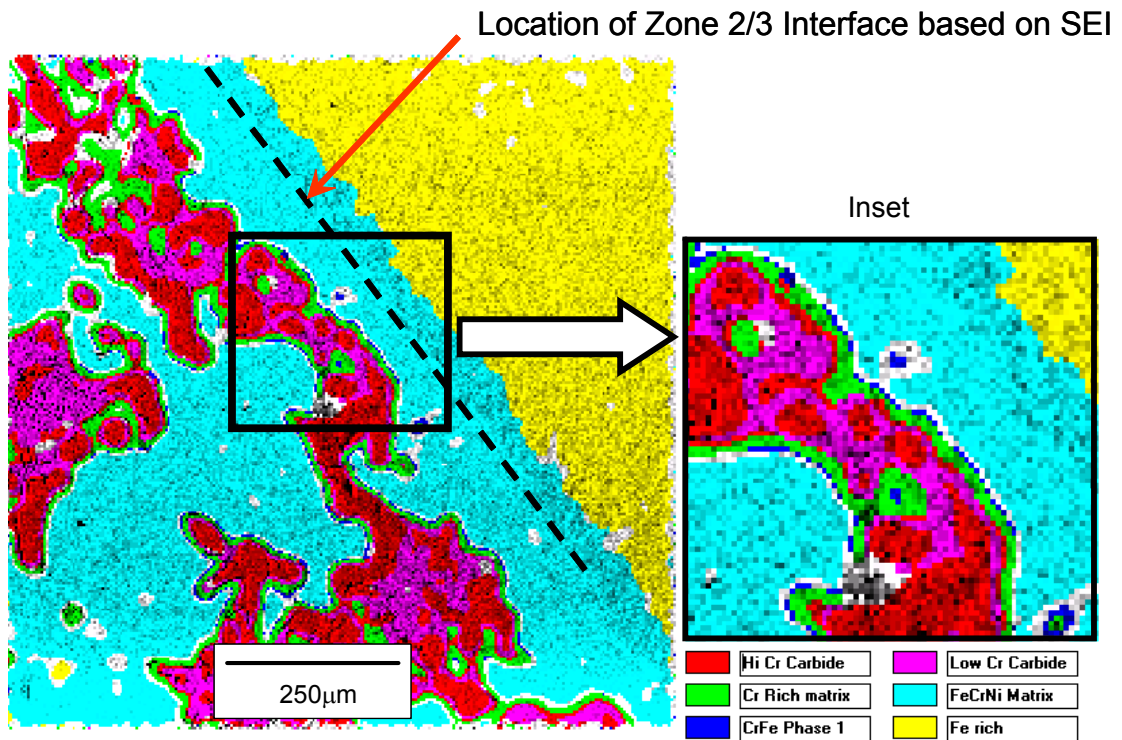 Location of Zone 2/3 Interface based on SEI
Inset
250μm
Hi Cr Carbide
Low Cr Carbide
Cr Rich matrix
FeCrNi Matrix
CrFe Phase 1
Fe rich